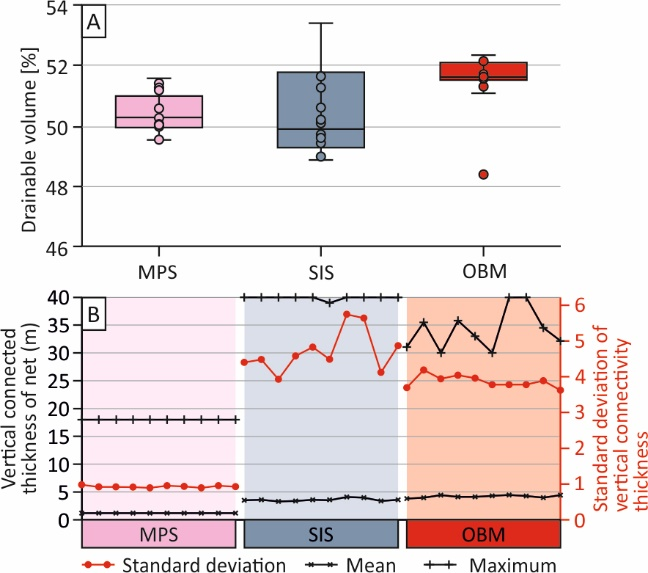 54
A
52
50
48
46
Drainable volume [%]
MPS
SIS
OBM
B
40
35
30
25
20
15
10
5
0
Vertical connected
thickness of net (m)
6
5
4
3
2
1
0
Standard deviation of
vertical connectivity
thickness
MPS
SIS
OBM
Standard deviation
Mean
Maximum